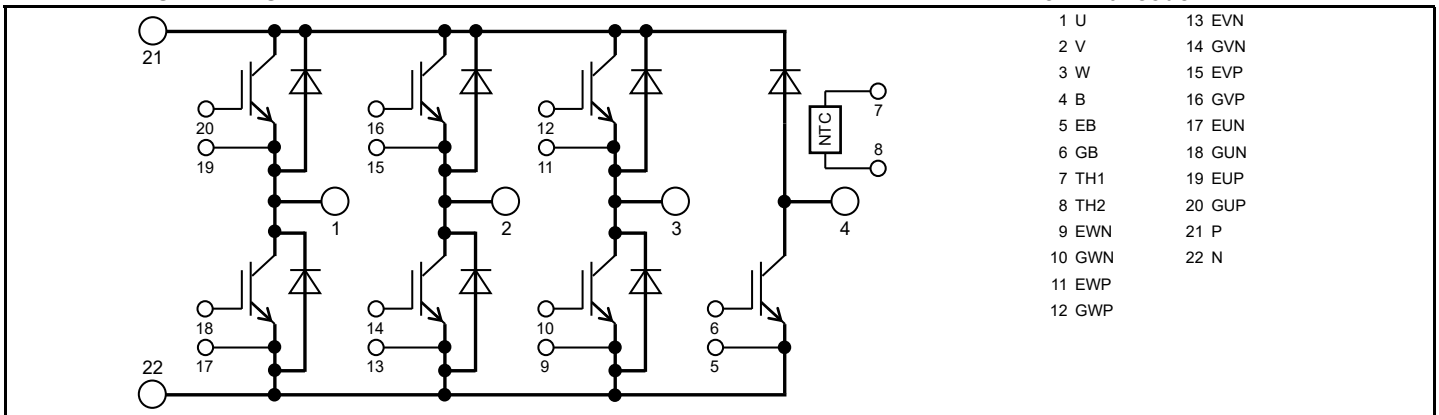 21
20
19
16
15
12
11
NTC
7
8
1
2
3
4
18
17
14
13
10
9
6
5
22
1 U
2 V
3 W
4 B
5 EB
6 GB
7 TH1
8 TH2
9 EWN
10 GWN
11 EWP
12 GWP
13 EVN
14 GVN
15 EVP
16 GVP
17 EUN
18 GUN
19 EUP
20 GUP
21 P
22 N